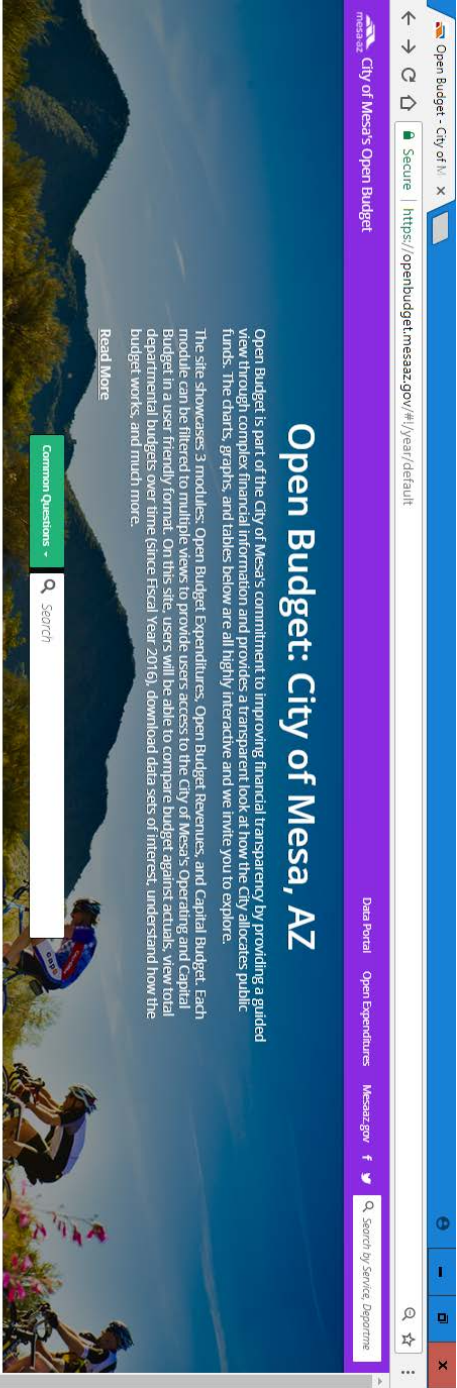 Open Budget - City of M
Secure | https://openbudget.mesaaz.gov/#!/year/default
mesa·az
City of Mesa's Open Budget
Data Portal
Open Expenditures
Mesaaz.gov
Search by Service, Departme
Open Budget: City of Mesa, AZ
Open Budget is part of the City of Mesa's commitment to improving financial transparency by providing a guided
view through complex financial information and provides a transparent look at how the City allocates public
funds. The charts, graphs, and tables below are all highly interactive and we invite you to explore.
The site showcases 3 modules: Open Budget Expenditures, Open Budget Revenues, and Capital Budget. Each
module can be filtered to multiple views to provide users access to the City of Mesa's Operating and Capital
Budget in a user friendly format. On this site, users will be able to compare budget against actuals, view total
departmental budgets over time (since Fiscal Year 2016), download data sets of interest, understand how the
budget works, and much more.
Read More
Common Questions
Search